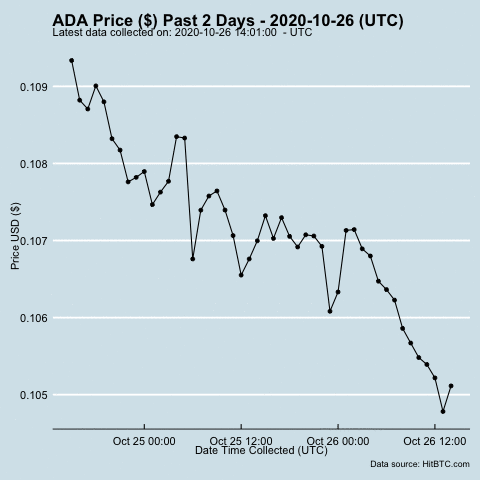 ADA Price ($) Past 2 Days - 2020-10-26 (UTC)
Latest data collected on: 2020-10-26 14:01:00  - UTC
0.109
0.108
0.107
0.106
0.105
Price USD ($)
Oct 25 00:00 Oct 25 12:00 Oct 26 00:00 Oct 26 12:00
Date Time Collected (UTC)
Data source: HitBTC.com